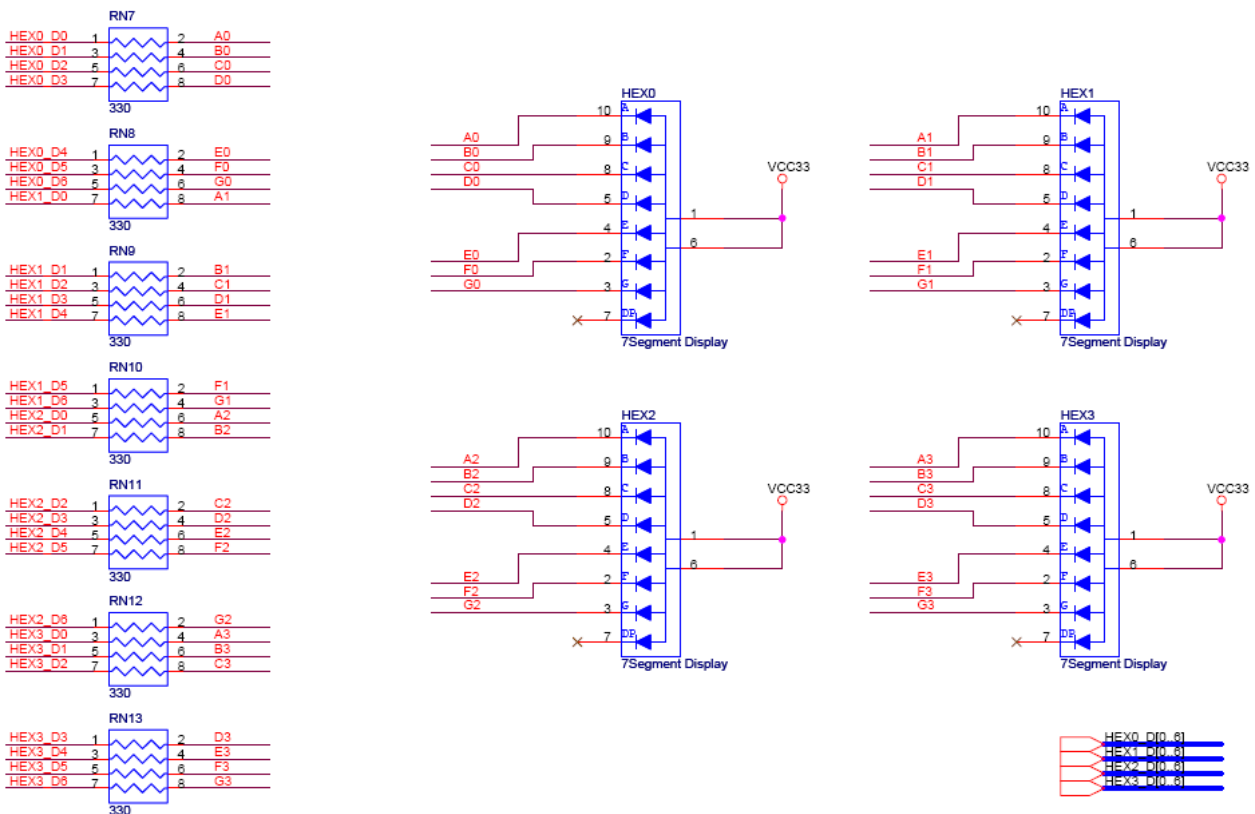 RN7
HEX0_D0 1 2 A0
HEX0_D1 3 4 B0
HEX0_D2 5 6 C0
HEX0_D3 7 8 D0
330
RN8
HEX0_D4 1 2 E0
HEX0_D5 3 4 F0
HEX0_D6 5 6 G0
HEX1_D0 7 8 A1
330
RN9
HEX1_D1 1 2 B1
HEX1_D2 3 4 C1
HEX1_D3 5 6 D1
HEX1_D4 7 8 E1
330
RN10
HEX1_D5 1 2 F1
HEX1_D6 3 4 G1
HEX2_D0 5 6 A2
HEX2_D1 7 8 B2
330
RN11
HEX2_D2 1 2 C2
HEX2_D3 3 4 D2
HEX2_D4 5 6 E2
HEX2_D5 7 8 F2
330
RN12
HEX2_D6 1 2 G2
HEX3_D0 3 4 A3
HEX3_D1 5 6 B3
HEX3_D2 7 8 C3
330
RN13
HEX3_D3 1 2 D3
HEX3_D4 3 4 E3
HEX3_D5 5 6 F3
HEX3_D6 7 8 G3
330
HEX0
A0 10 A
B0 9 B
C0 8 C
D0 5 D
E0 4 E
F0 2 F
G0 3 G
7 DP
1
6
VCC33
7Segment Display
HEX1
A1 10 A
B1 9 B
C1 8 C
D1 5 D
E1 4 E
F1 2 F
G1 3 G
7 DP
1
6
VCC33
7Segment Display
HEX2
A2 10 A
B2 9 B
C2 8 C
D2 5 D
E2 4 E
F2 2 F
G2 3 G
7 DP
1
6
VCC33
7Segment Display
HEX3
A3 10 A
B3 9 B
C3 8 C
D3 5 D
E3 4 E
F3 2 F
G3 3 G
7 DP
1
6
VCC33
7Segment Display
HEX0_D[0..6]
HEX1_D[0..6]
HEX2_D[0..6]
HEX3_D[0..6]